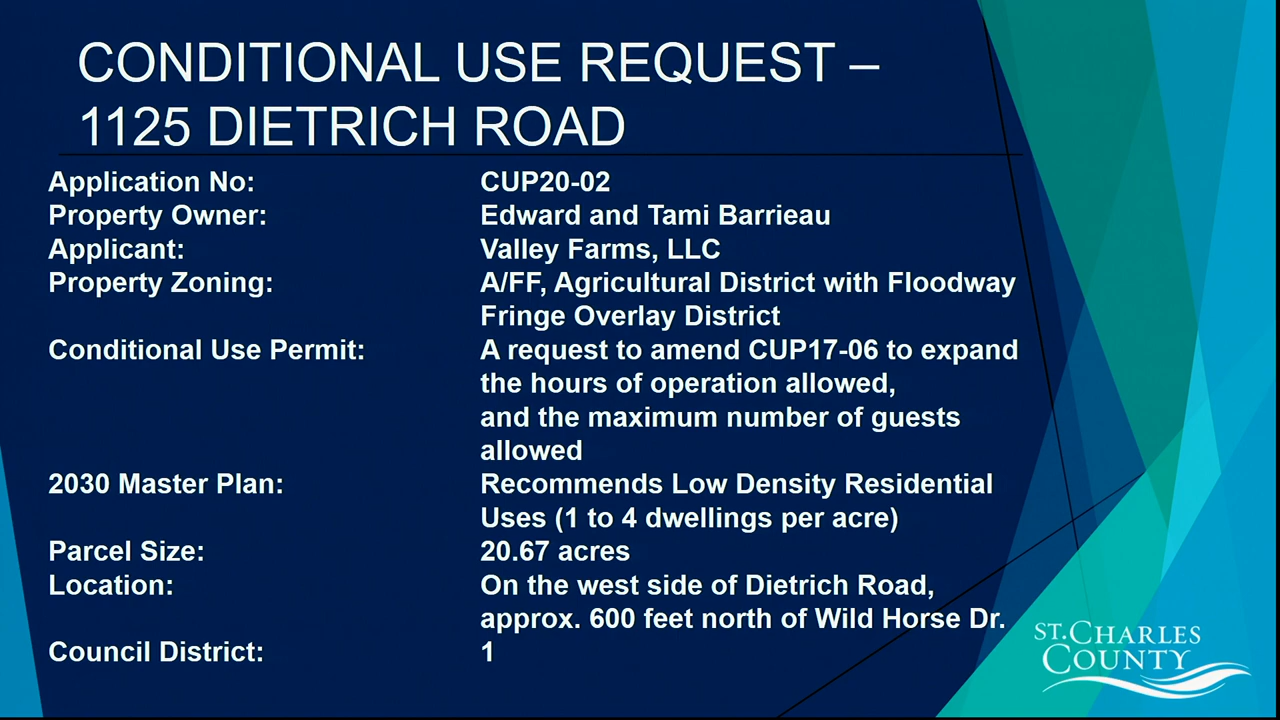 CONDITIONAL USE REQUEST –
1125 DIETRICH ROAD
Application No: CUP20-02
Property Owner: Edward and Tami Barrieau
Applicant: Valley Farms, LLC
Property Zoning: A/FF, Agricultural District with Floodway
Fringe Overlay District
Conditional Use Permit: A request to amend CUP17-06 to expand
the hours of operation allowed,
and the maximum number of guests
allowed
2030 Master Plan: Recommends Low Density Residential
Uses (1 to 4 dwellings per acre)
Parcel Size: 20.67 acres
Location: On the west side of Dietrich Road,
approx. 600 feet north of Wild Horse Dr.
Council District: 1
ST. CHARLES
COUNTY